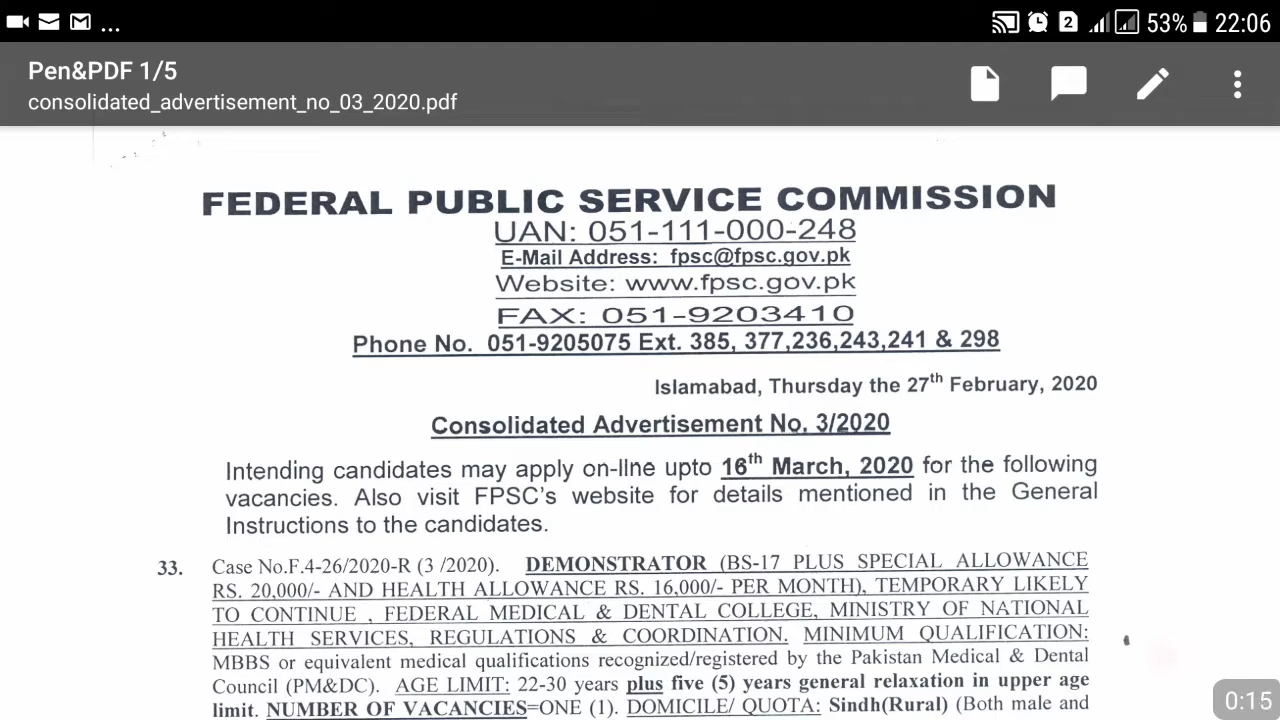 ... 2 53% 22:06
Pen&PDF 1/5
consolidated_advertisement_no_03_2020.pdf
FEDERAL PUBLIC SERVICE COMMISSION
UAN: 051-111-000-248
E-Mail Address: fpsc@fpsc.gov.pk
Website: www.fpsc.gov.pk
FAX: 051-9203410
Phone No. 051-9205075 Ext. 385, 377,236,243,241 & 298
Islamabad, Thursday the 27th February, 2020
Consolidated Advertisement No. 3/2020
Intending candidates may apply on-line upto 16th March, 2020 for the following
vacancies. Also visit FPSC's website for details mentioned in the General
Instructions to the candidates.
33. Case No.F.4-26/2020-R (3 /2020). DEMONSTRATOR (BS-17 PLUS SPECIAL ALLOWANCE
RS. 20,000/- AND HEALTH ALLOWANCE RS. 16,000/- PER MONTH), TEMPORARY LIKELY
TO CONTINUE , FEDERAL MEDICAL & DENTAL COLLEGE, MINISTRY OF NATIONAL
HEALTH SERVICES, REGULATIONS & COORDINATION. MINIMUM QUALIFICATION:
MBBS or equivalent medical qualifications recognized/registered by the Pakistan Medical & Dental
Council (PM&DC). AGE LIMIT: 22-30 years plus five (5) years general relaxation in upper age
limit. NUMBER OF VACANCIES=ONE (1). DOMICILE/ QUOTA: Sindh(Rural) (Both male and
0:15